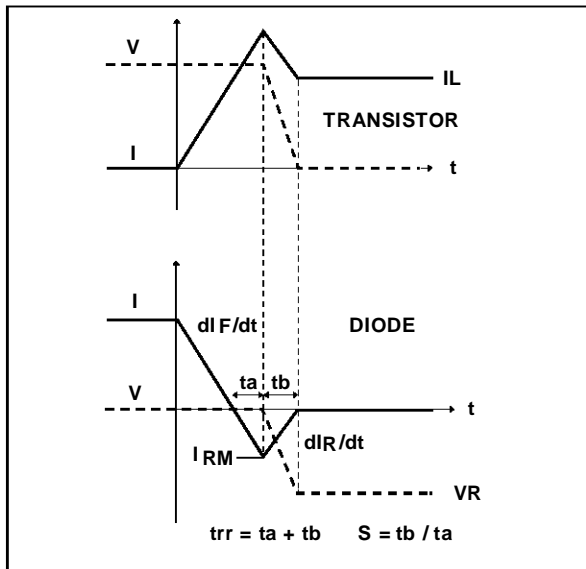 V
IL
TRANSISTOR
I
t
I
dI F/dt
DIODE
ta tb
V
t
I RM
dIR/dt
VR
trr = ta + tb S = tb / ta